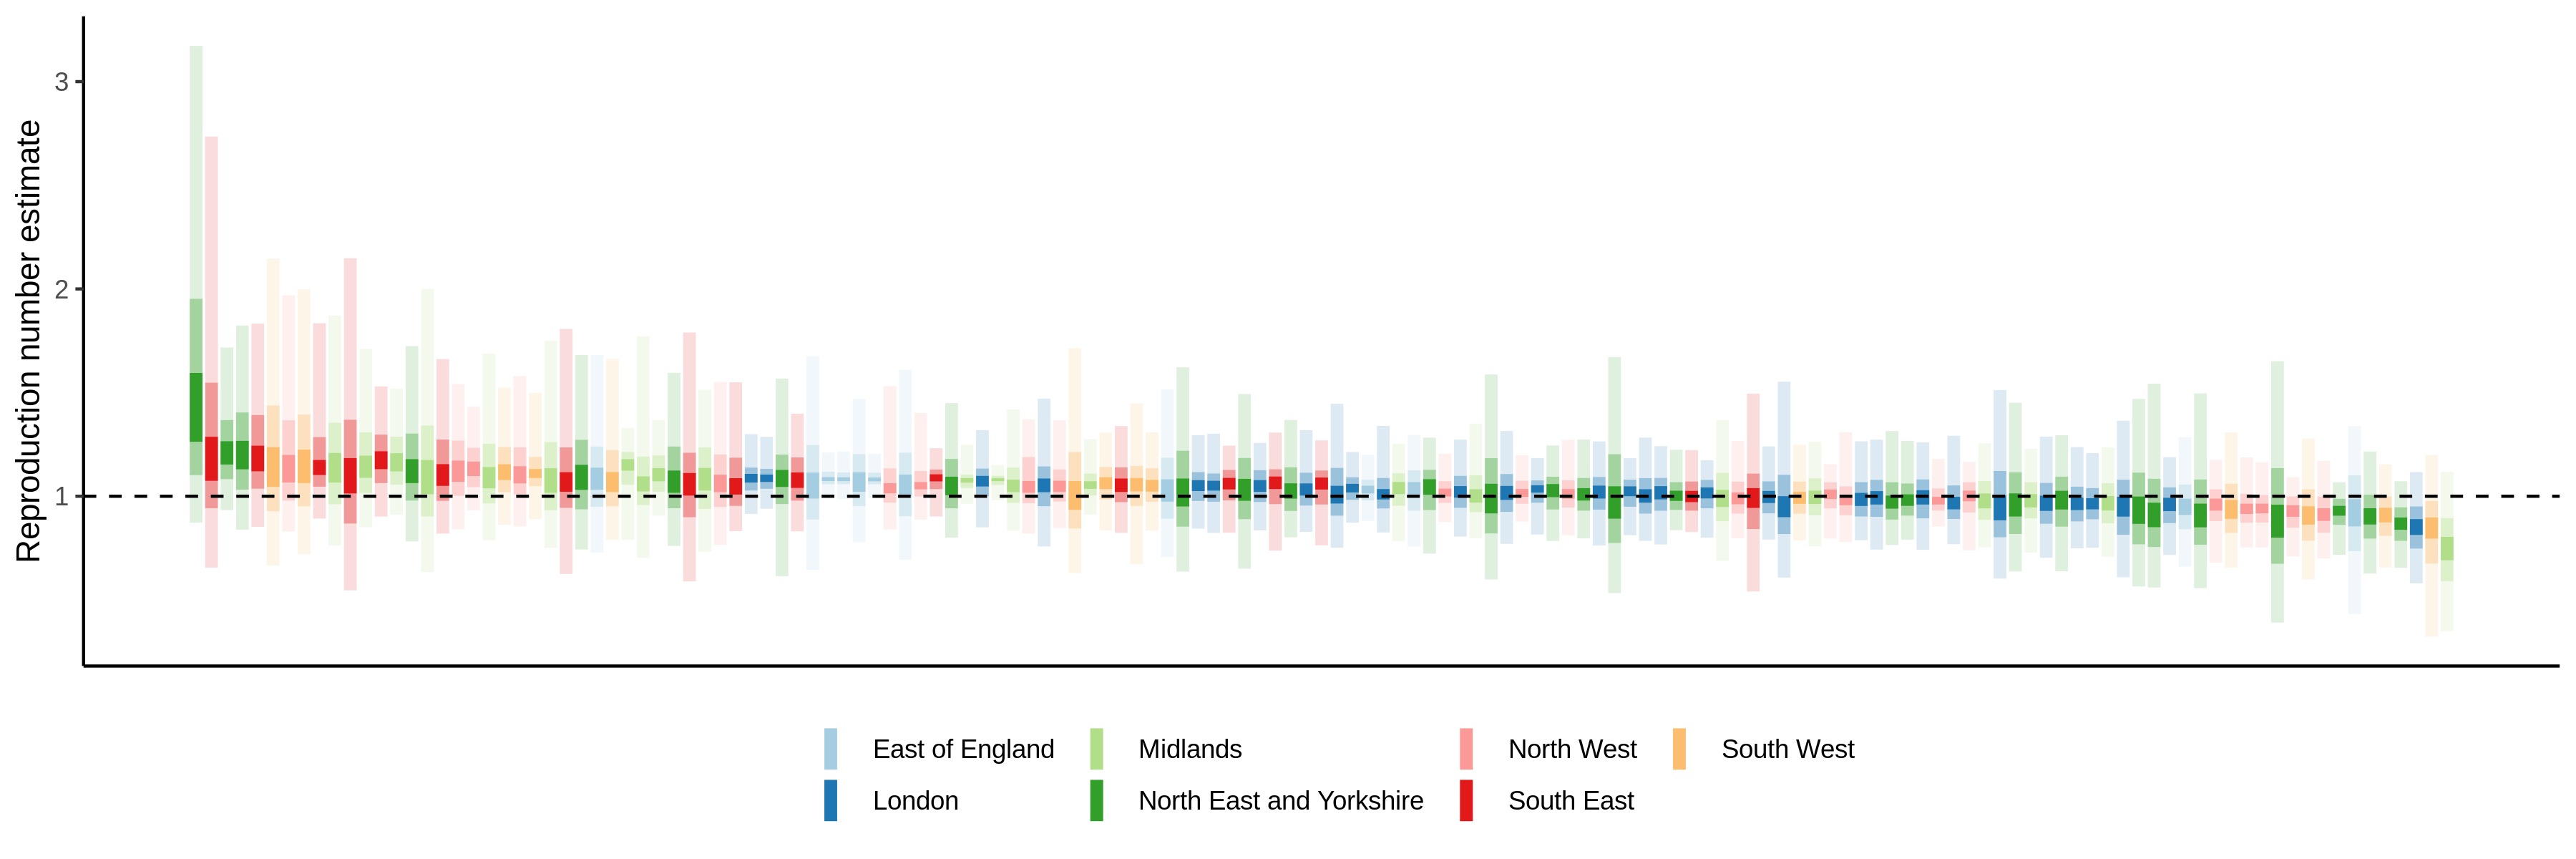 Reproduction number estimate
3
2
1
East of England
Midlands
North West
South West
London
North East and Yorkshire
South East